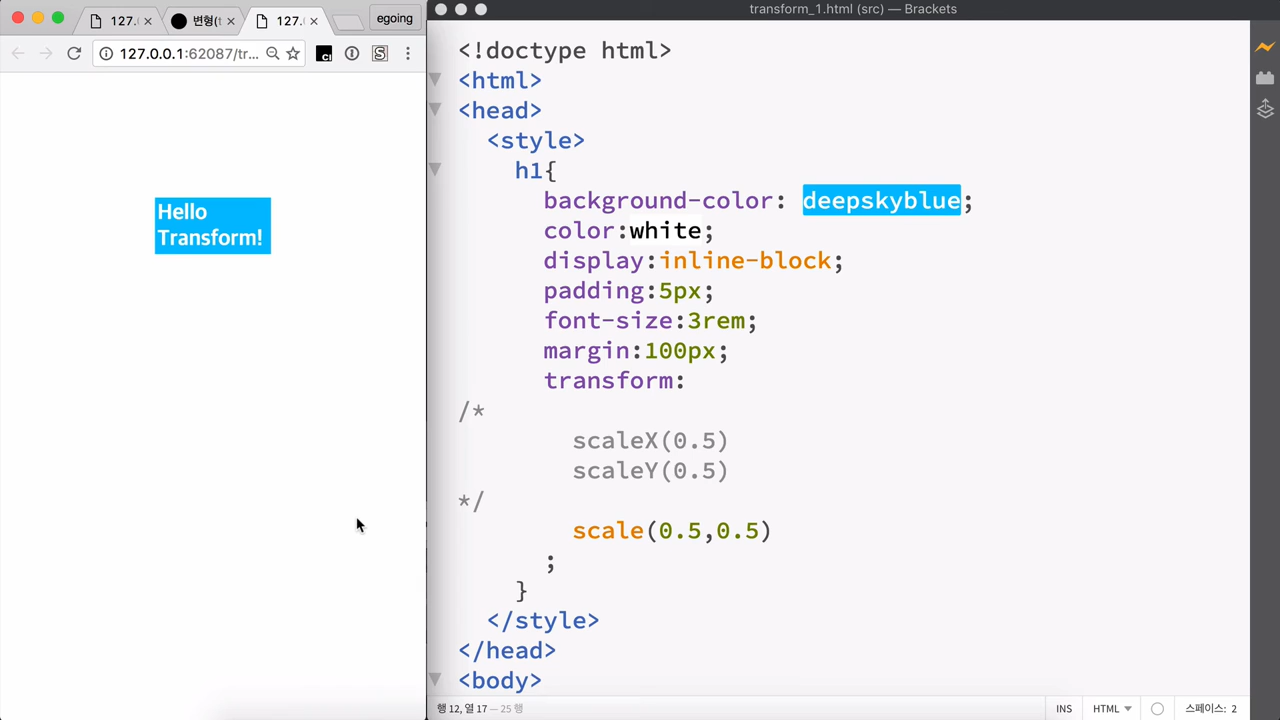 127.0
변형(t
127.
egoing
127.0.0.1:62087/tr...
Hello
Transform!
transform_1.html (src) — Brackets
<!doctype html>
<html>
<head>
<style>
h1{
background-color: deepskyblue;
color:white;
display:inline-block;
padding:5px;
font-size:3rem;
margin:100px;
transform:
/*
scaleX(0.5)
scaleY(0.5)
*/
scale(0.5,0.5)
;
}
</style>
</head>
<body>
행 12, 열 17 — 25 행
INS
HTML
스페이스: 2